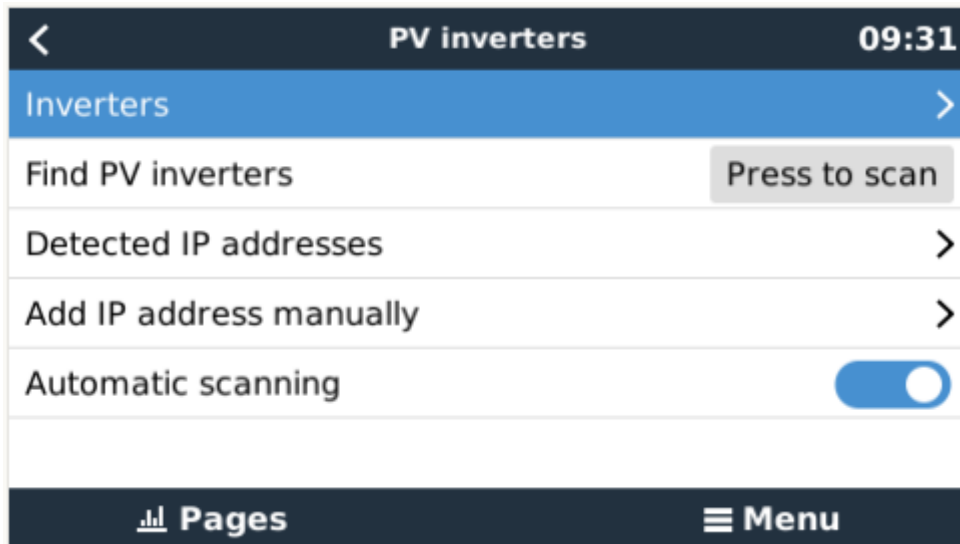 PV inverters 09:31
Inverters
Find PV inverters Press to scan
Detected IP addresses
Add IP address manually
Automatic scanning
Pages Menu